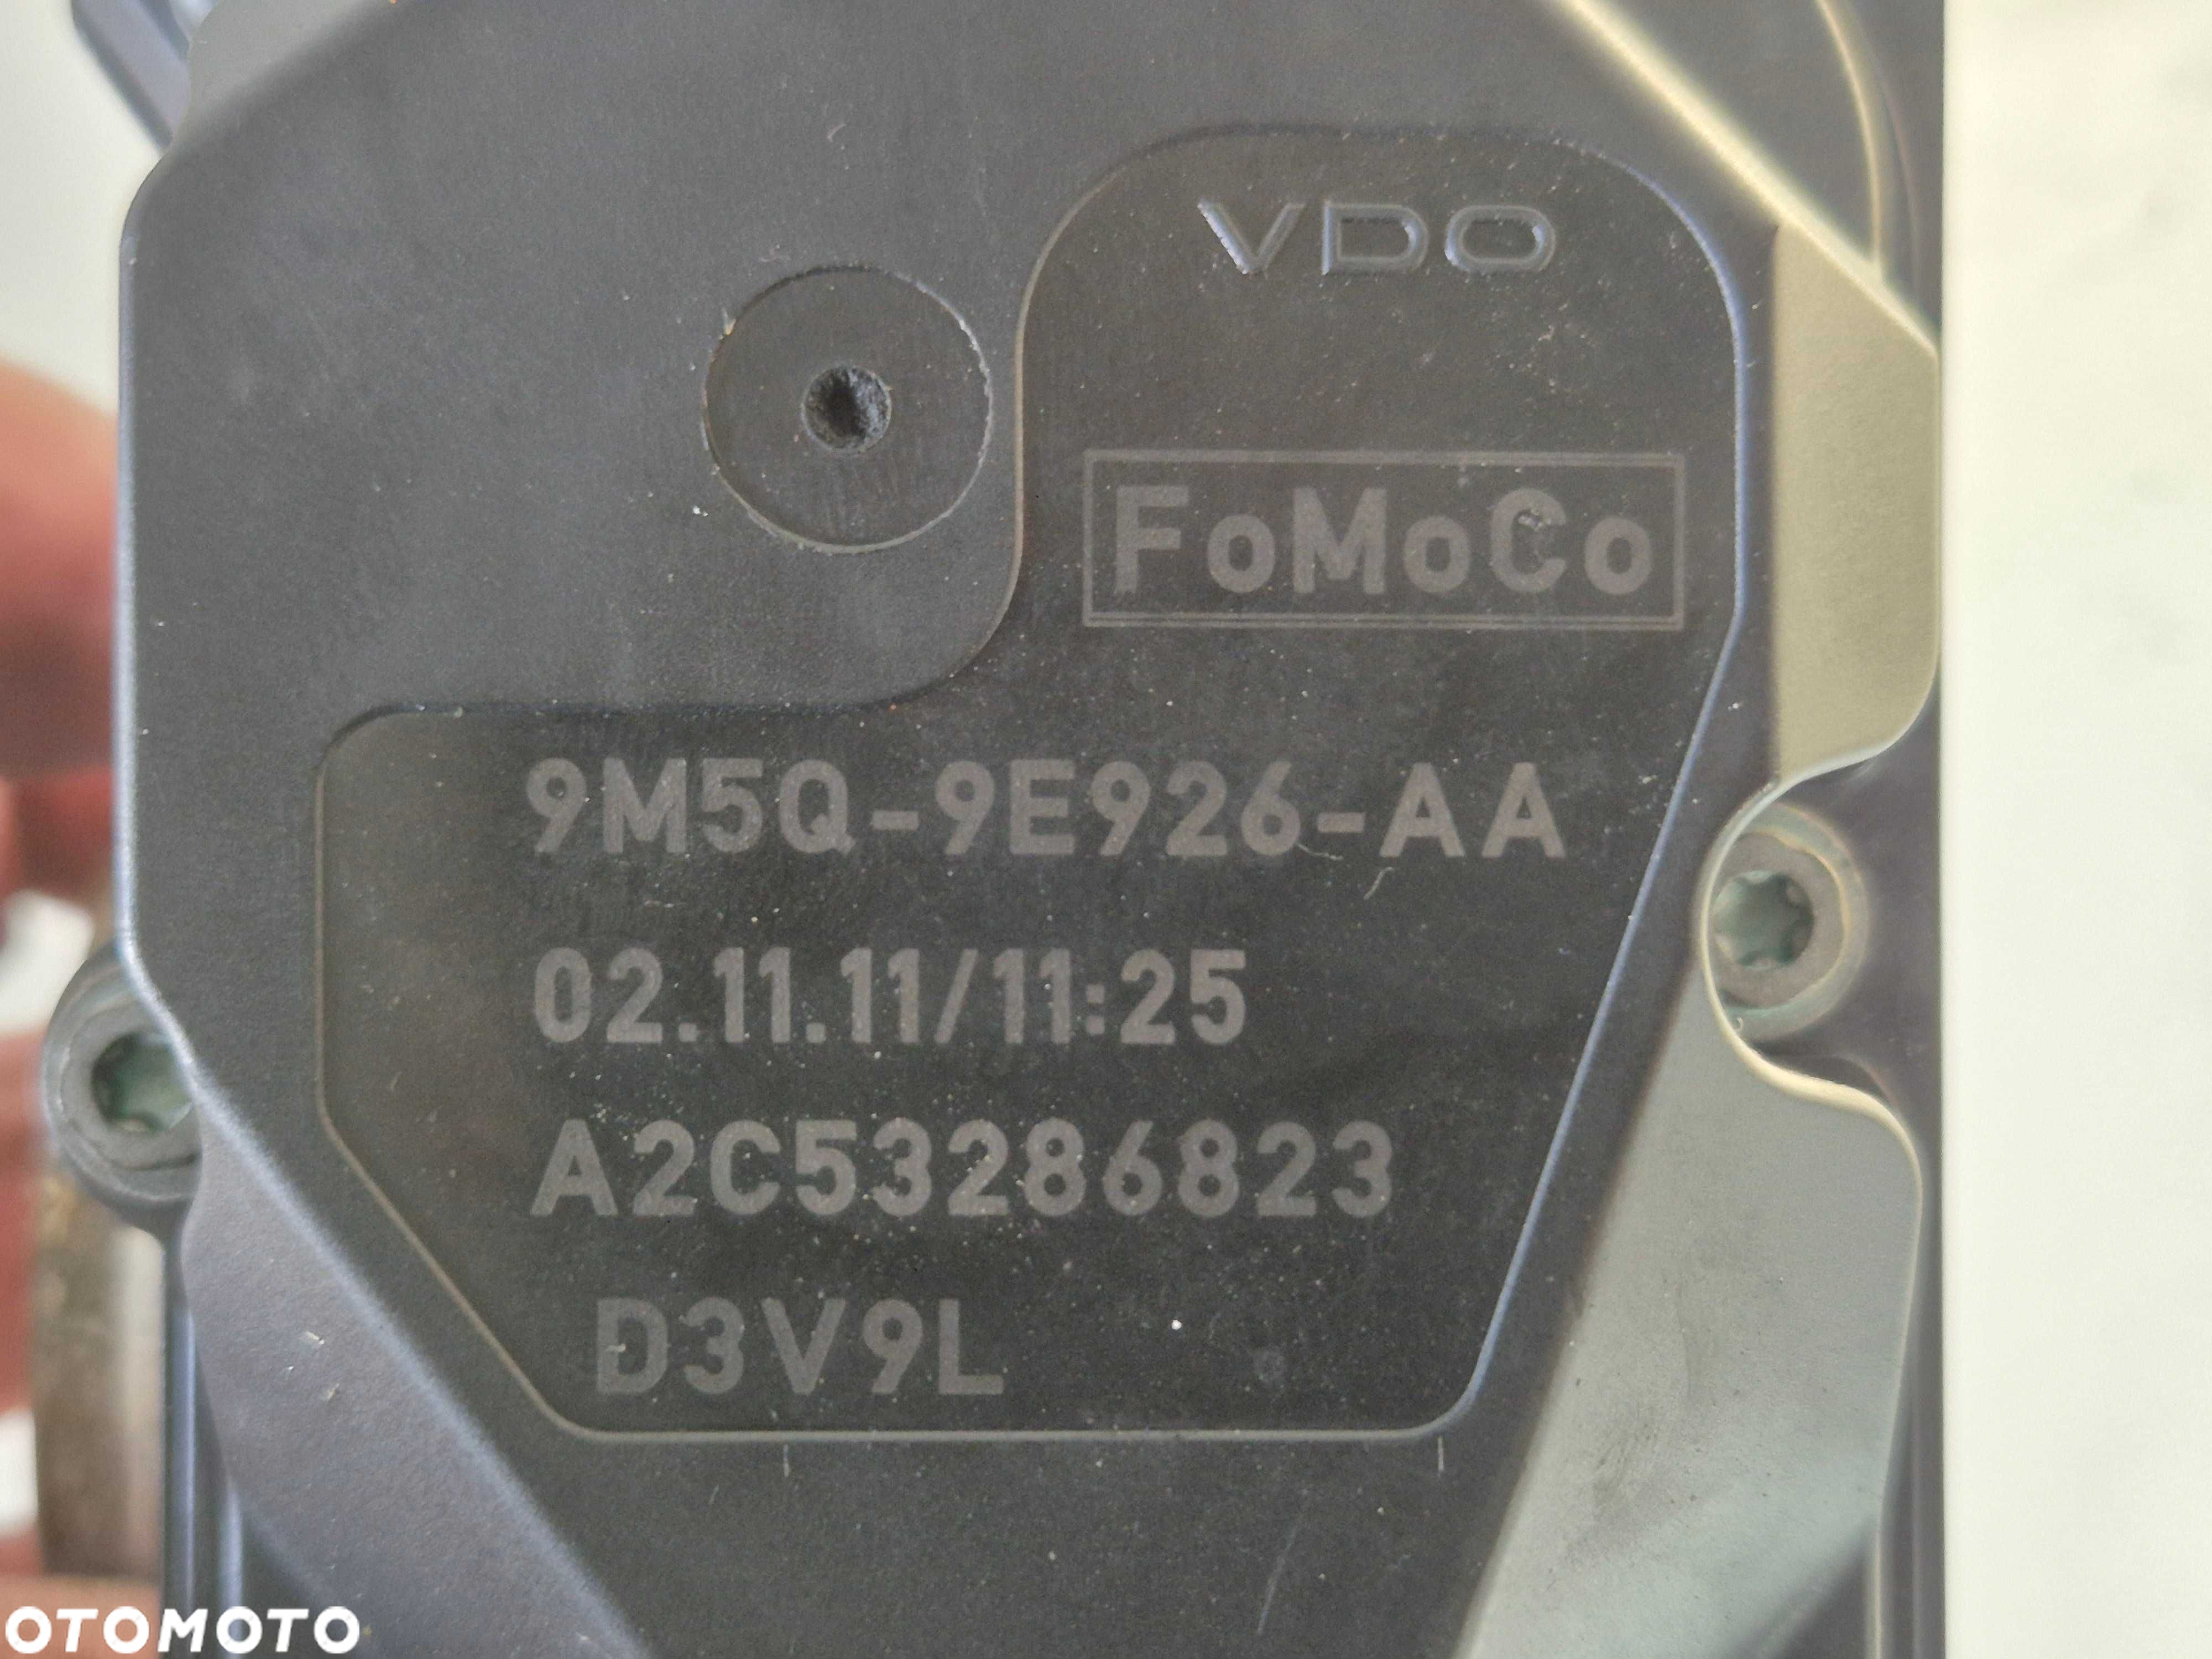 VDO
FoMoCo
9M5Q-9E926-AA
02.11.11/11:25
A2C53286823
D3V9L
OTOMOTO